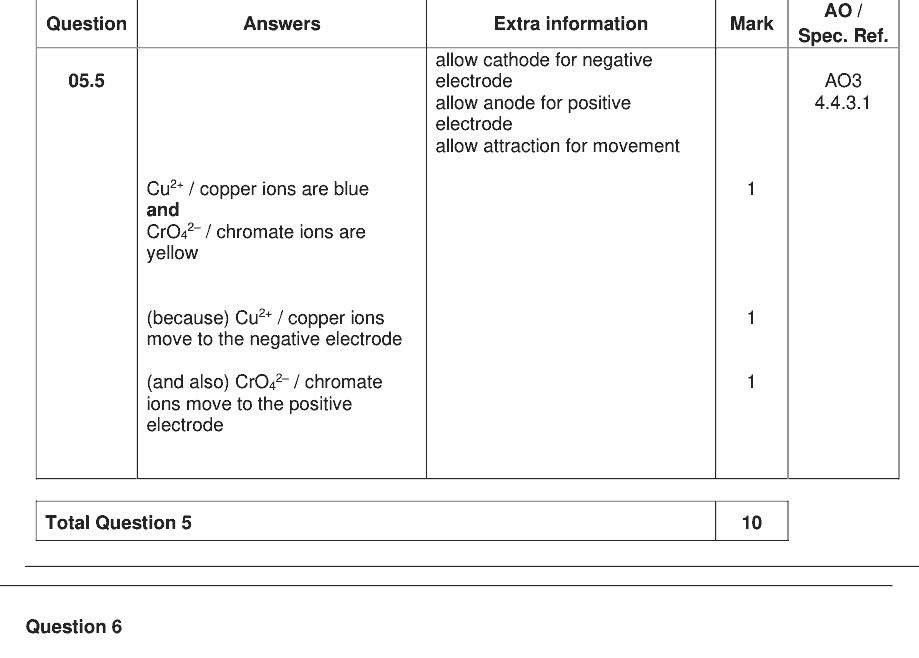 Question Answers Extra information Mark AO /
Spec. Ref.
allow cathode for negative
05.5 electrode AO3
allow anode for positive 4.4.3.1
electrode
allow attraction for movement
Cu²⁺ / copper ions are blue 1
and
CrO₄²⁻ / chromate ions are
yellow
(because) Cu²⁺ / copper ions 1
move to the negative electrode
(and also) CrO₄²⁻ / chromate 1
ions move to the positive
electrode
Total Question 5 10
Question 6